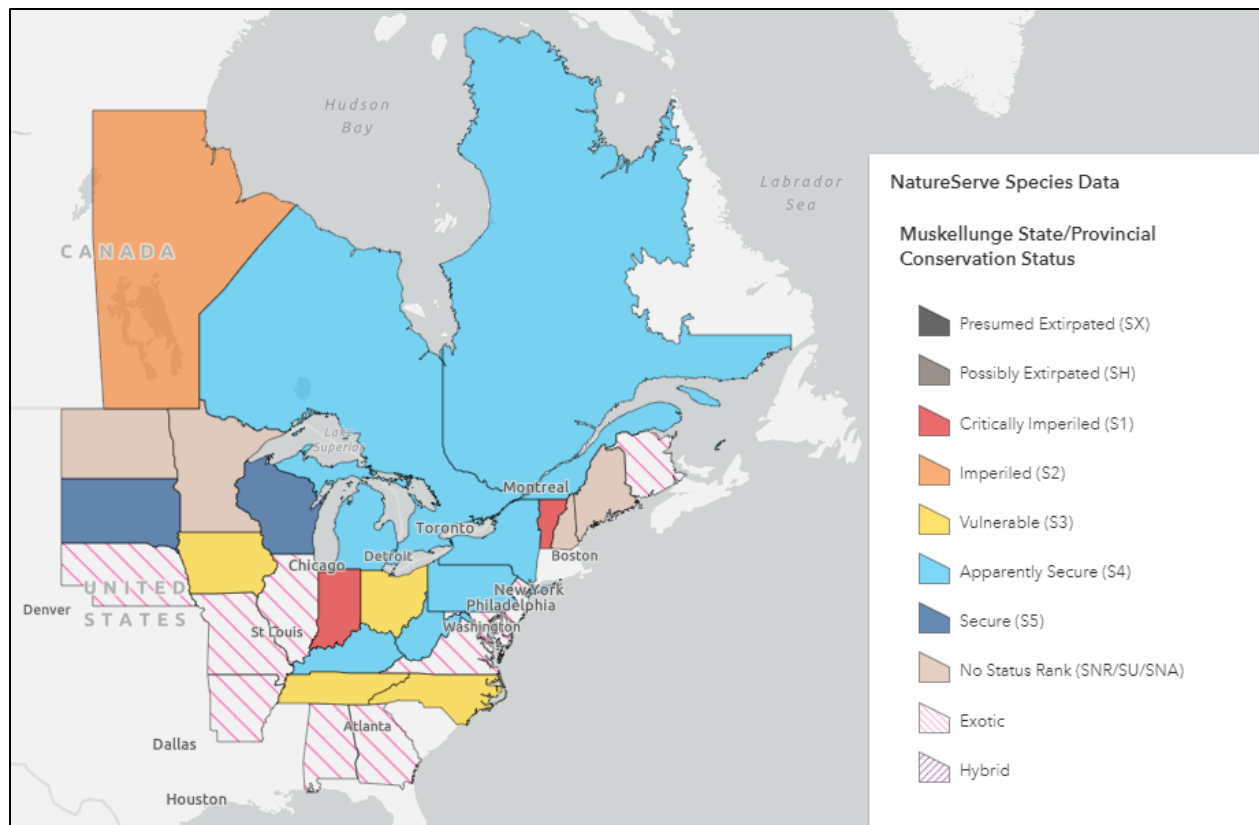 Hudson
Bay
Labrador
Sea
CANADA
Lake
Superior
Montreal
Toronto
Boston
Chicago
Detroit
New York
UNITED
Philadelphia
Denver
STATES
St Louis
Washington
Atlanta
Dallas
Houston
NatureServe Species Data
Muskellunge State/Provincial
Conservation Status
Presumed Extirpated (SX)
Possibly Extirpated (SH)
Critically Imperiled (S1)
Imperiled (S2)
Vulnerable (S3)
Apparently Secure (S4)
Secure (S5)
No Status Rank (SNR/SU/SNA)
Exotic
Hybrid